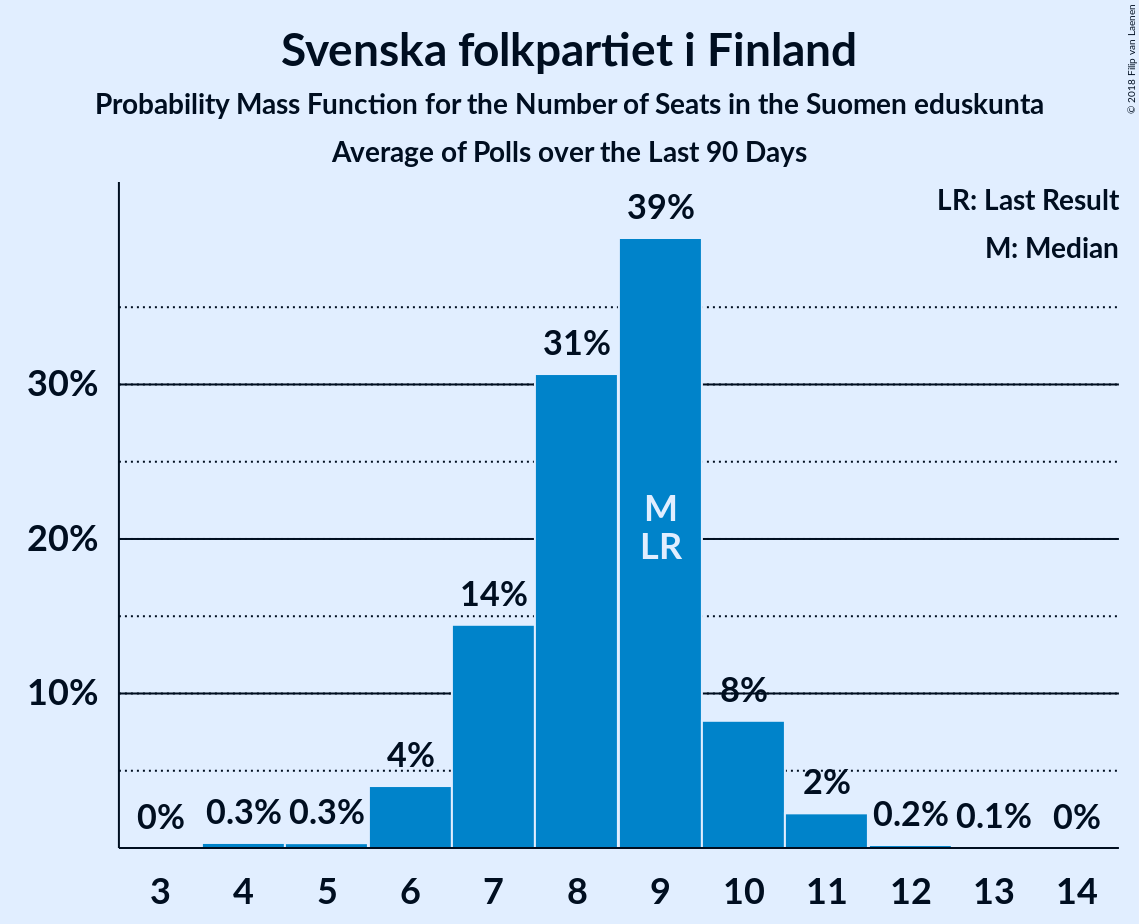 Svenska folkpartiet i Finland
Probability Mass Function for the Number of Seats in the Suomen eduskunta
Average of Polls over the Last 90 Days
© 2018 Filip van Laenen
LR: Last Result
M: Median
39%
31%
30%
M
LR
20%
14%
10%
8%
4%
2%
0% 0.3% 0.3% 0.2% 0.1% 0%
3 4 5 6 7 8 9 10 11 12 13 14